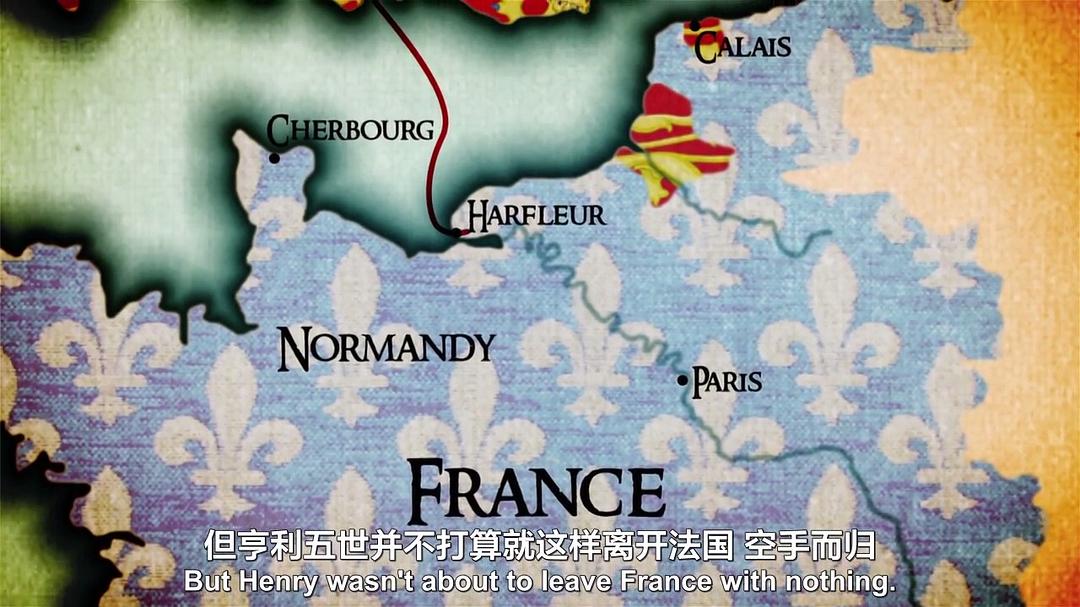 CALAIS
CHERBOURG
HARFLEUR
NORMANDY
PARIS
FRANCE
但亨利五世并不打算就这样离开法国 空手而归
But Henry wasn't about to leave France with nothing.